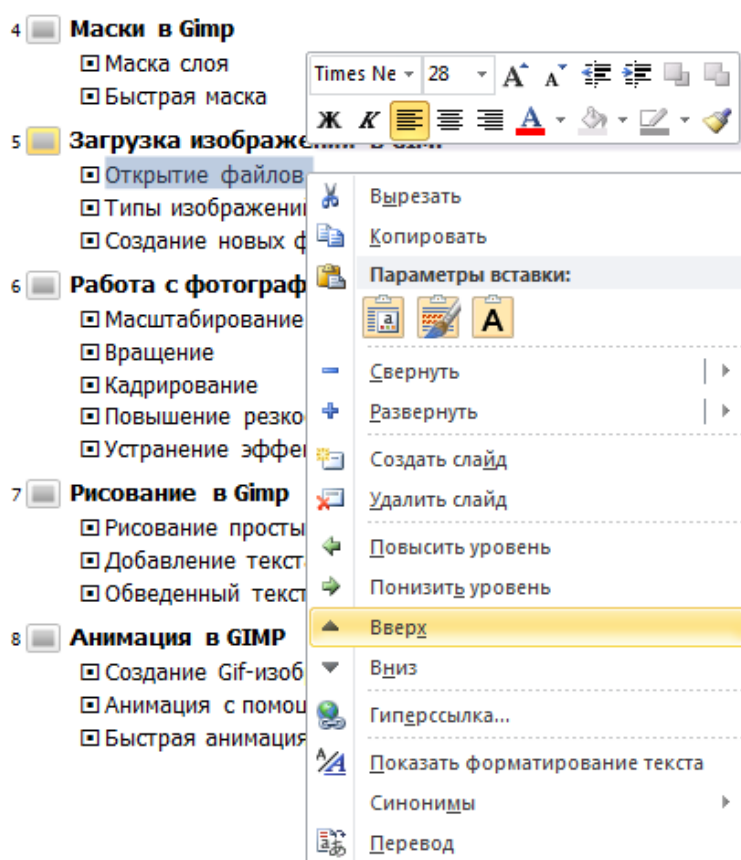 4 Маски в Gimp
Маска слоя
Быстрая маска
Times Ne 28
Ж К А
5 Загрузка изображений в GIMP
Открытие файлов
Типы изображени
Создание новых ф
6 Работа с фотограф
Масштабирование
Вращение
Кадрирование
Повышение резко
Устранение эффе
7 Рисование в Gimp
Рисование просты
Добавление текст
Обведенный текст
8 Анимация в GIMP
Создание Gif-изоб
Анимация с помощ
Быстрая анимация
Вырезать
Копировать
Параметры вставки:
Свернуть
Развернуть
Создать слайд
Удалить слайд
Повысить уровень
Понизить уровень
Вверх
Вниз
Гиперссылка...
Показать форматирование текста
Синонимы
Перевод